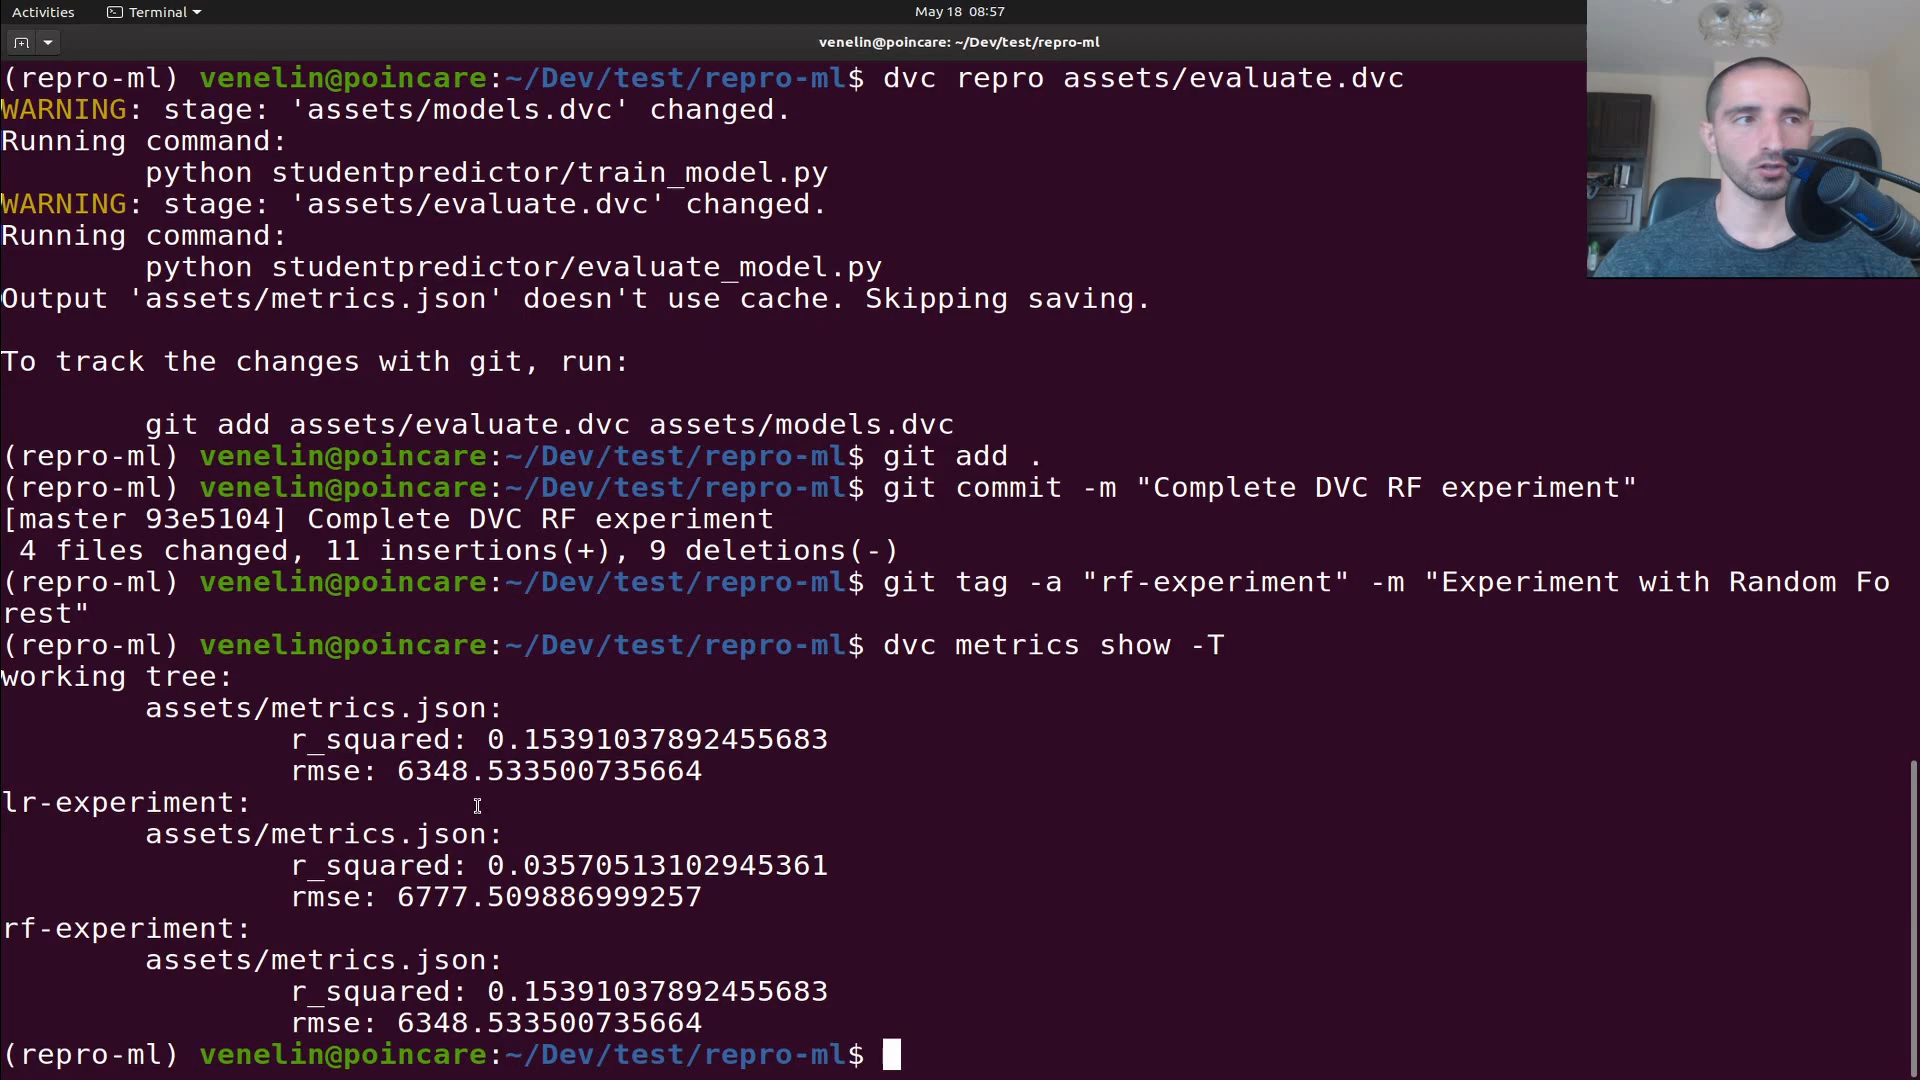 Activities
Terminal
May 18 08:57
venelin@poincare: ~/Dev/test/repro-ml
(repro-ml) venelin@poincare:~/Dev/test/repro-ml$ dvc repro assets/evaluate.dvc
WARNING: stage: 'assets/models.dvc' changed.
Running command:
python studentpredictor/train_model.py
WARNING: stage: 'assets/evaluate.dvc' changed.
Running command:
python studentpredictor/evaluate_model.py
Output 'assets/metrics.json' doesn't use cache. Skipping saving.
To track the changes with git, run:
git add assets/evaluate.dvc assets/models.dvc
(repro-ml) venelin@poincare:~/Dev/test/repro-ml$ git add .
(repro-ml) venelin@poincare:~/Dev/test/repro-ml$ git commit -m "Complete DVC RF experiment"
[master 93e5104] Complete DVC RF experiment
4 files changed, 11 insertions(+), 9 deletions(-)
(repro-ml) venelin@poincare:~/Dev/test/repro-ml$ git tag -a "rf-experiment" -m "Experiment with Random Fo
rest"
(repro-ml) venelin@poincare:~/Dev/test/repro-ml$ dvc metrics show -T
working tree:
assets/metrics.json:
r_squared: 0.15391037892455683
rmse: 6348.533500735664
lr-experiment:
assets/metrics.json:
r_squared: 0.03570513102945361
rmse: 6777.509886999257
rf-experiment:
assets/metrics.json:
r_squared: 0.15391037892455683
rmse: 6348.533500735664
(repro-ml) venelin@poincare:~/Dev/test/repro-ml$